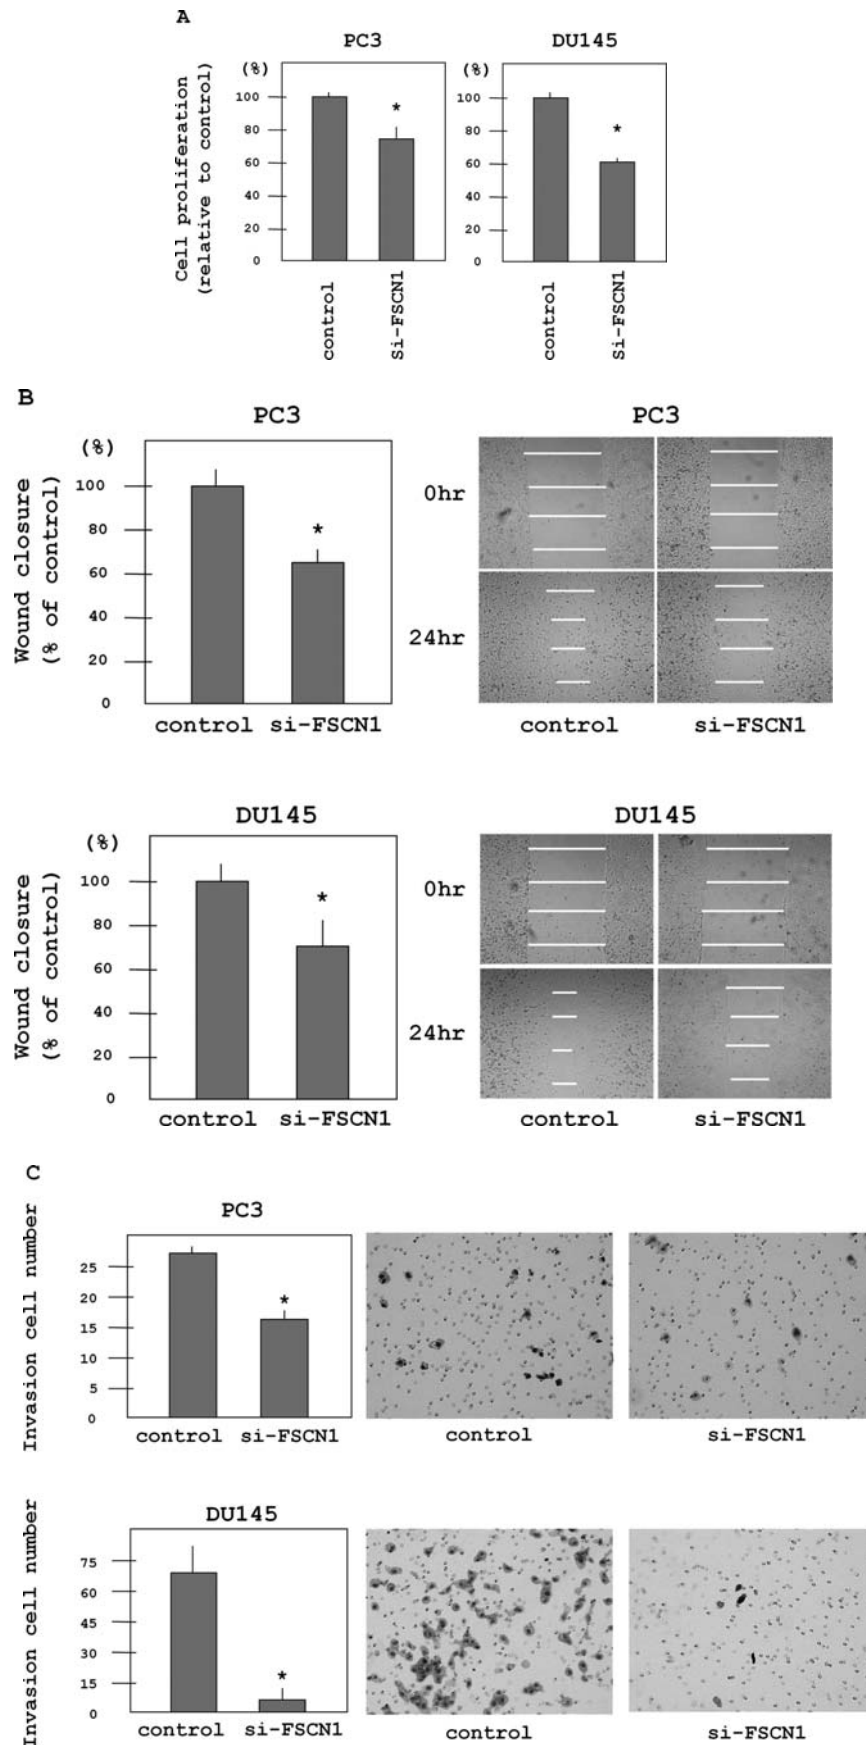 A
PC3
DU145
Cell proliferation
(relative to control)
(%)
100
80
60
40
20
0
*
control
Si-FSCN1
(%)
100
80
60
40
20
0
*
control
Si-FSCN1
B
PC3
PC3
Wound closure
(% of control)
(%)
100
80
60
40
20
0
*
control
si-FSCN1
0hr
24hr
control
si-FSCN1
DU145
DU145
Wound closure
(% of control)
(%)
100
80
60
40
20
0
*
control
si-FSCN1
0hr
24hr
control
si-FSCN1
C
PC3
Invasion cell number
25
20
15
10
5
0
*
control
si-FSCN1
control
si-FSCN1
DU145
Invasion cell number
75
60
45
30
15
0
*
control
si-FSCN1
control
si-FSCN1